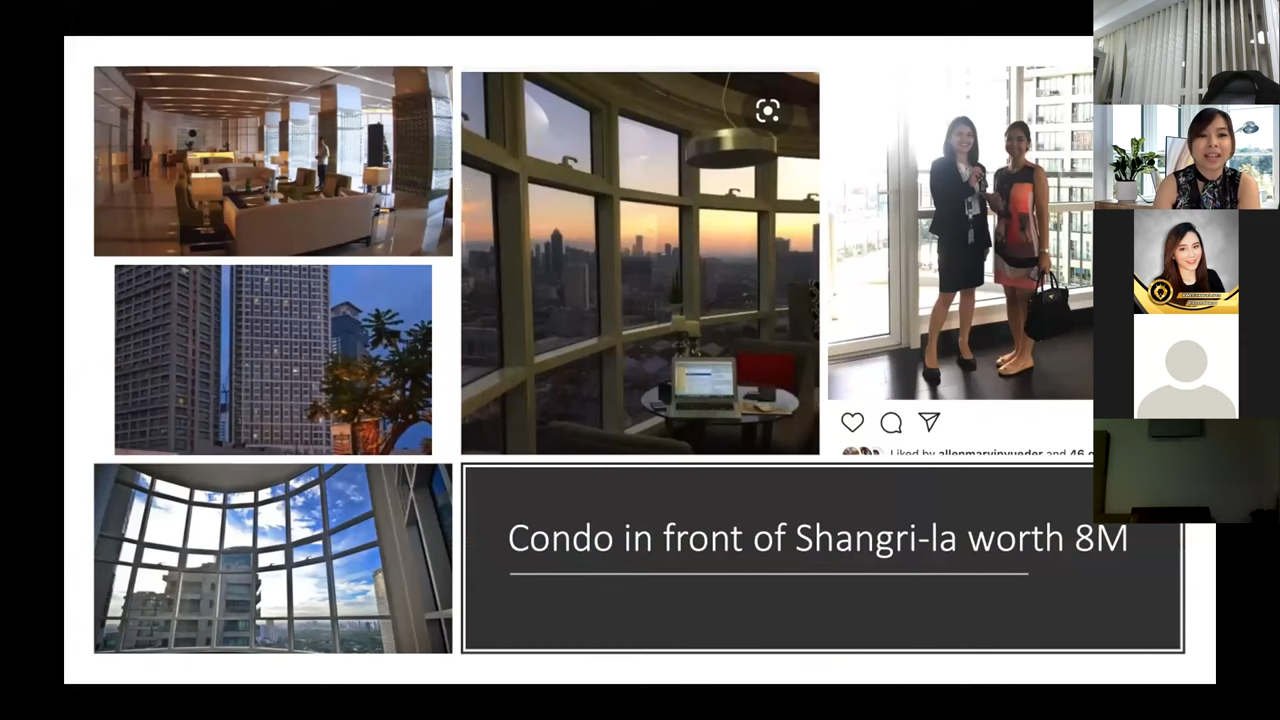 Liked by allenmarvinyueder and 46
Condo in front of Shangri-la worth 8M